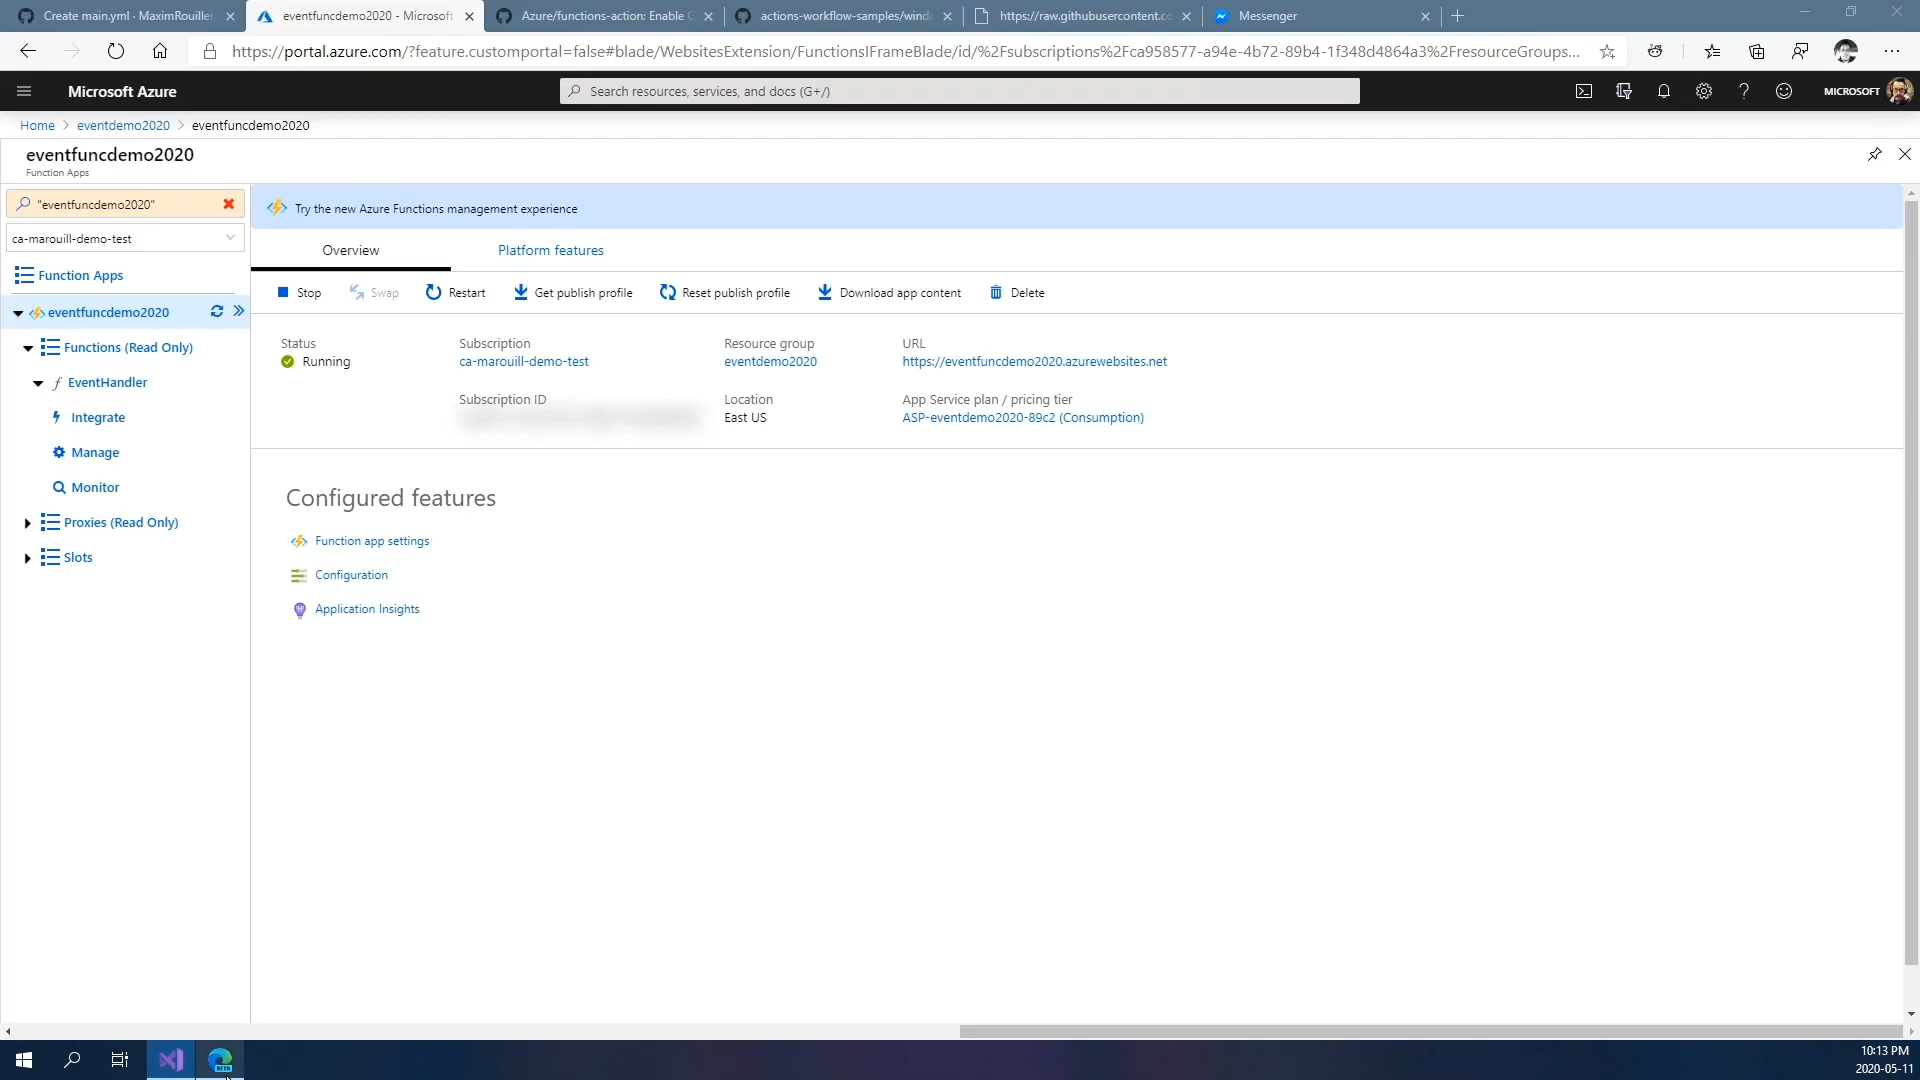 Create main.yml · MaximRouiller
eventfuncdemo2020 - Microsoft
Azure/functions-action: Enable G
actions-workflow-samples/windo
https://raw.githubusercontent.co
Messenger
https://portal.azure.com/?feature.customportal=false#blade/WebsitesExtension/FunctionsIFrameBlade/id/%2Fsubscriptions%2Fca958577-a94e-4b72-89b4-1f348d4864a3%2FresourceGroups...
Microsoft Azure
Search resources, services, and docs (G+/)
MICROSOFT
Home > eventdemo2020 > eventfuncdemo2020
eventfuncdemo2020
Function Apps
"eventfuncdemo2020"
ca-marouill-demo-test
Function Apps
eventfuncdemo2020
Functions (Read Only)
EventHandler
Integrate
Manage
Monitor
Proxies (Read Only)
Slots
Try the new Azure Functions management experience
Overview
Platform features
Stop
Swap
Restart
Get publish profile
Reset publish profile
Download app content
Delete
Status
Running
Subscription
ca-marouill-demo-test
Subscription ID
Resource group
eventdemo2020
Location
East US
URL
https://eventfuncdemo2020.azurewebsites.net
App Service plan / pricing tier
ASP-eventdemo2020-89c2 (Consumption)
Configured features
Function app settings
Configuration
Application Insights
BETA
10:13 PM
2020-05-11